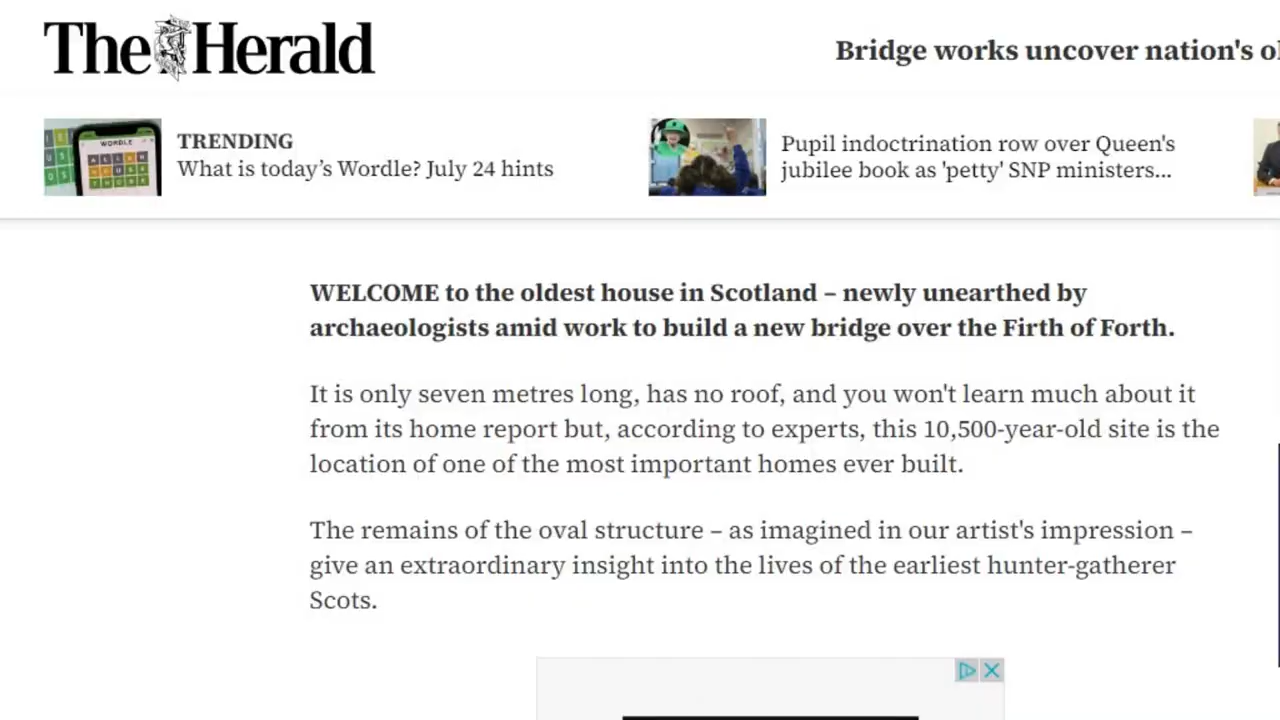 The Herald
Bridge works uncover nation's
TRENDING
What is today’s Wordle? July 24 hints
Pupil indoctrination row over Queen's
jubilee book as 'petty' SNP ministers...
WORDLE
WELCOME to the oldest house in Scotland – newly unearthed by
archaeologists amid work to build a new bridge over the Firth of Forth.
It is only seven metres long, has no roof, and you won't learn much about it
from its home report but, according to experts, this 10,500-year-old site is the
location of one of the most important homes ever built.
The remains of the oval structure – as imagined in our artist's impression –
give an extraordinary insight into the lives of the earliest hunter-gatherer
Scots.